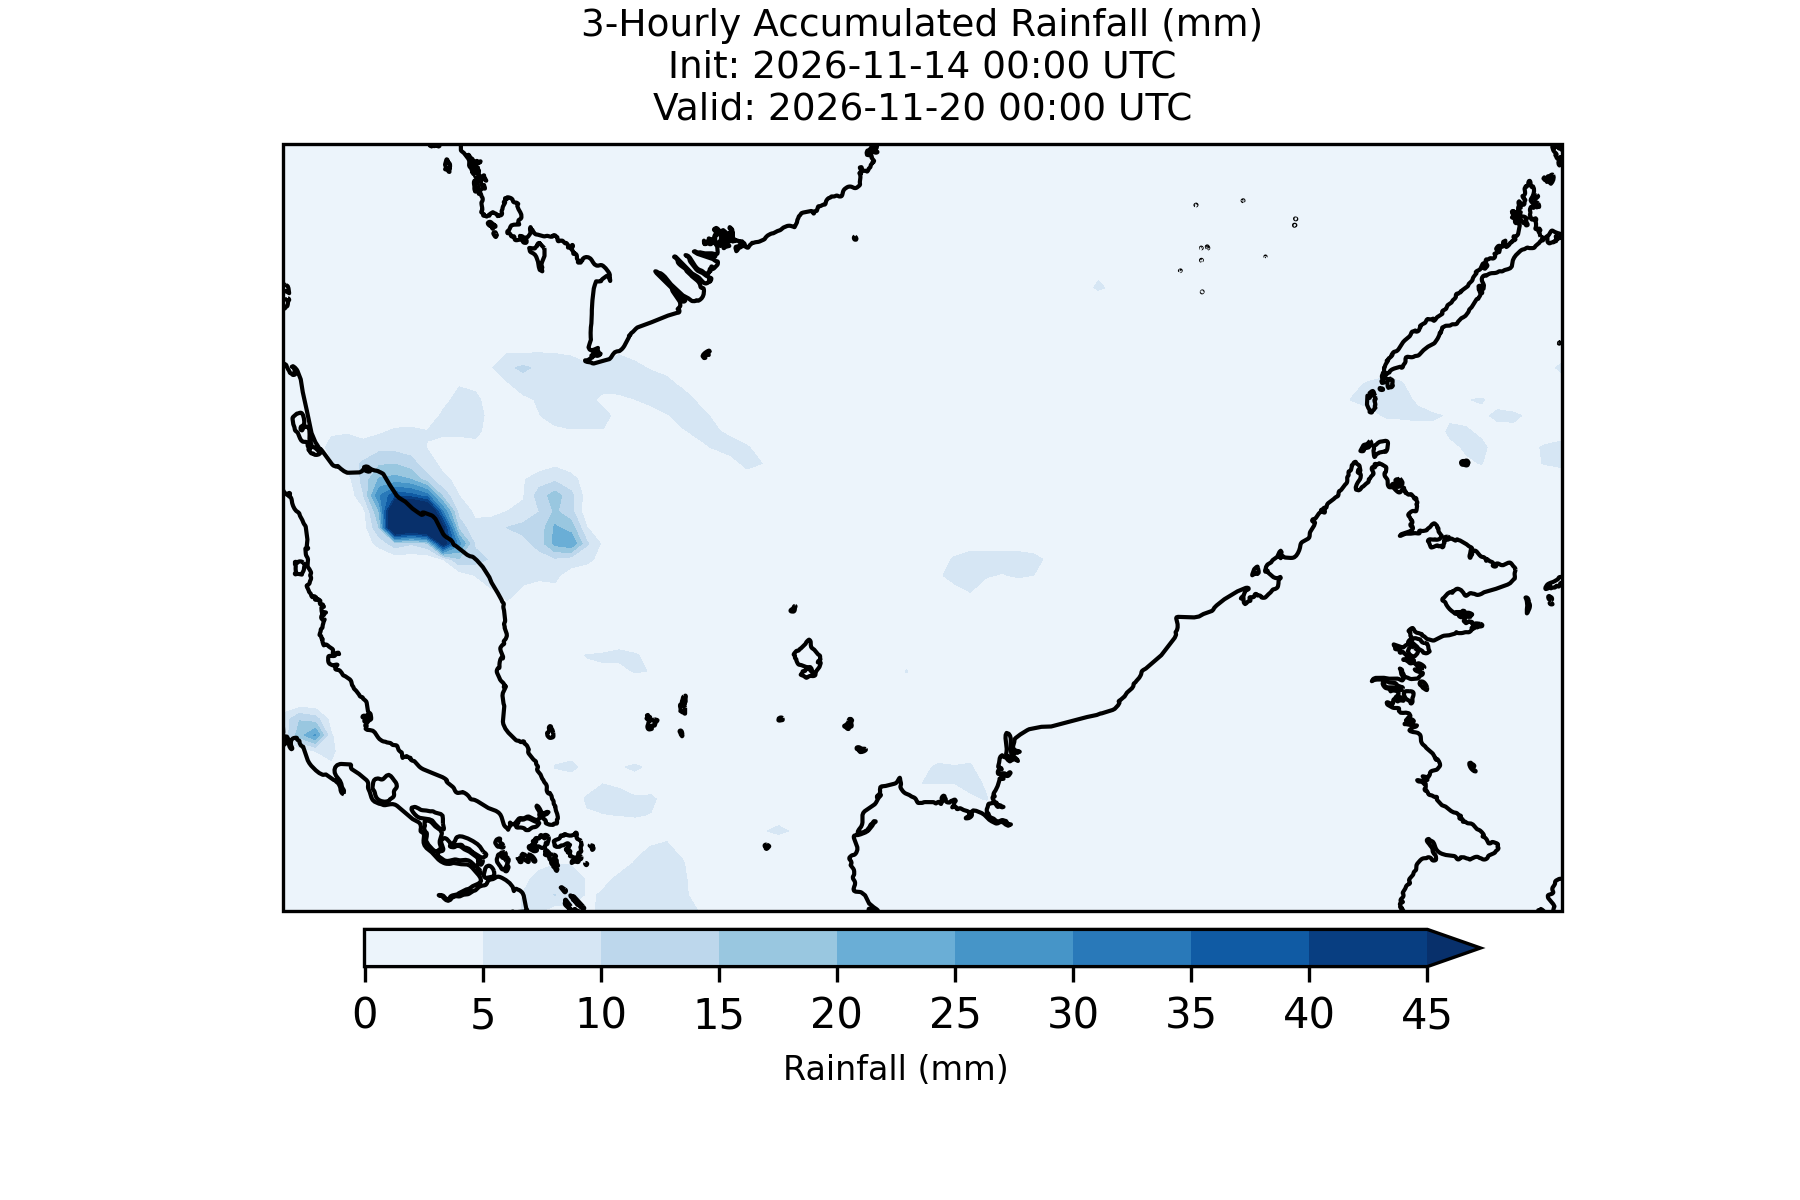 3-Hourly Accumulated Rainfall (mm)
Init: 2026-11-14 00:00 UTC
Valid: 2026-11-20 00:00 UTC
0 5 10 15 20 25 30 35 40 45
Rainfall (mm)